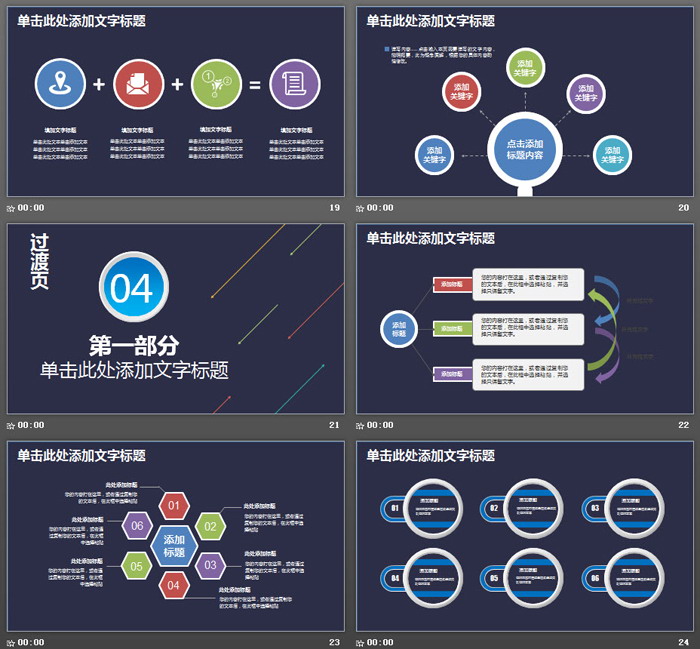 单击此处添加文字标题
+
+
=
1
2
填加文字标题
填加文字标题
填加文字标题
填加文字标题
单击此处文本单击添加文本
单击此处文本单击添加文本
单击此处文本单击添加文本
单击此处文本单击添加文本
单击此处文本单击添加文本
单击此处文本单击添加文本
单击此处文本单击添加文本
单击此处文本单击添加文本
单击此处文本单击添加文本
单击此处文本单击添加文本
单击此处文本单击添加文本
单击此处文本单击添加文本
00:00
19
单击此处添加文字标题
添加
关键字
添加
关键字
添加
关键字
添加
关键字
添加
关键字
点击添加
标题内容
00:00
20
过渡页
04
第一部分
单击此处添加文字标题
00:00
21
单击此处添加文字标题
添加
标题
添加标题
您的内容打在这里，或者通过复制您
的文本后，在此框中选择粘贴，并选
择只保留文字。
添加标题
您的内容打在这里，或者通过复制您
的文本后，在此框中选择粘贴，并选
择只保留文字。
添加标题
您的内容打在这里，或者通过复制您
的文本后，在此框中选择粘贴，并选
择只保留文字。
00:00
22
单击此处添加文字标题
添加
标题
01
02
03
04
05
06
此处添加标题
您的内容打在这里，或者通过复制您
的文本后，在此框中选择粘贴
此处添加标题
您的内容打在这里，或者通
过复制您的文本后，在此框
中选择粘贴
此处添加标题
您的内容打在这里，或者通
过复制您的文本后，在此框
中选择粘贴
此处添加标题
您的内容打在这里，或者通
过复制您的文本后，在此框中
选择粘贴
此处添加标题
您的内容打在这里，或者通
过复制您的文本后，在此框中
选择粘贴
此处添加标题
您的内容打在这里，或者通过复制您
的文本后，在此框中选择粘贴
00:00
23
单击此处添加文字标题
01
添加标题
02
添加标题
03
添加标题
04
添加标题
05
添加标题
06
添加标题
00:00
24